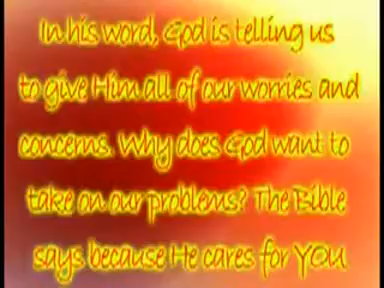 In his word, God is telling us
to give Him all of our worries and
concerns. Why does God want to
take on our problems? The Bible
says because He cares for YOU